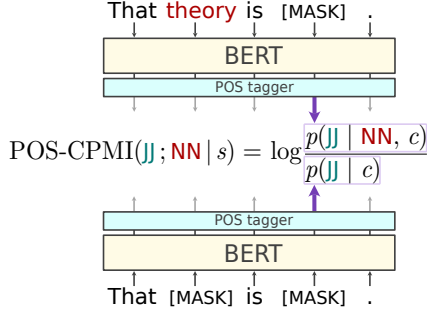 That theory is [MASK] .
BERT
POS tagger
POS-CPMI(JJ; NN | s) = log p(JJ | NN, c)
p(JJ | c)
POS tagger
BERT
That [MASK] is [MASK] .